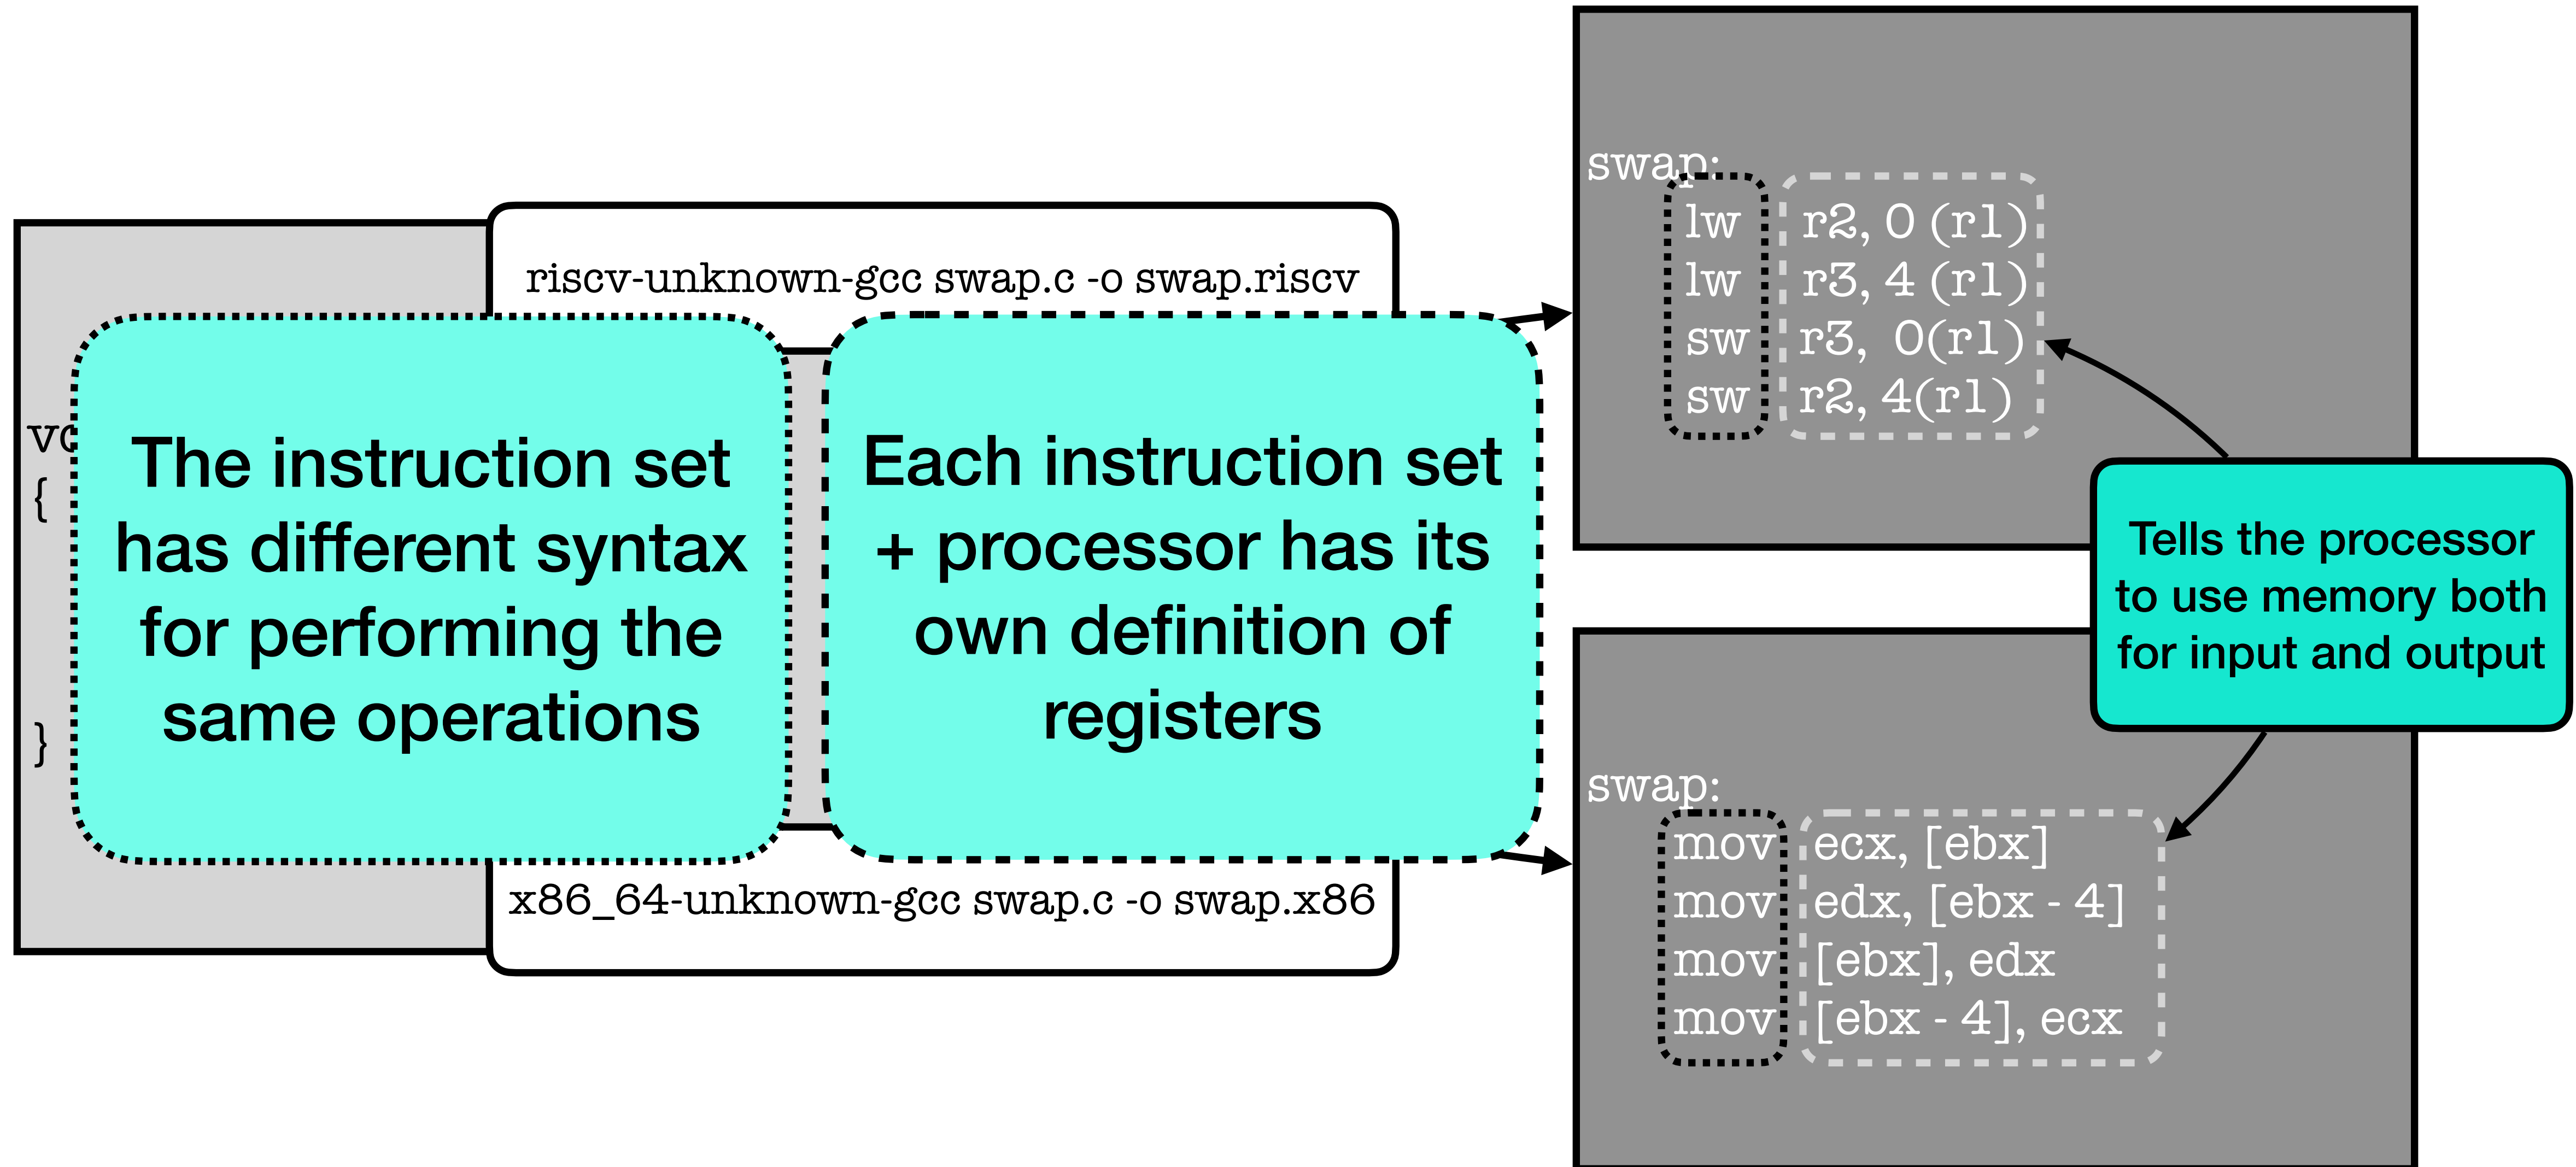 riscv-unknown-gcc swap.c -o swap.riscv
{
}
The instruction set
has different syntax
for performing the
same operations
Each instruction set
+ processor has its
own definition of
registers
x86_64-unknown-gcc swap.c -o swap.x86
swap:
lw r2, 0 (r1)
lw r3, 4 (r1)
sw r3, 0(r1)
sw r2, 4(r1)
Tells the processor
to use memory both
for input and output
swap:
mov ecx, [ebx]
mov edx, [ebx - 4]
mov [ebx], edx
mov [ebx - 4], ecx